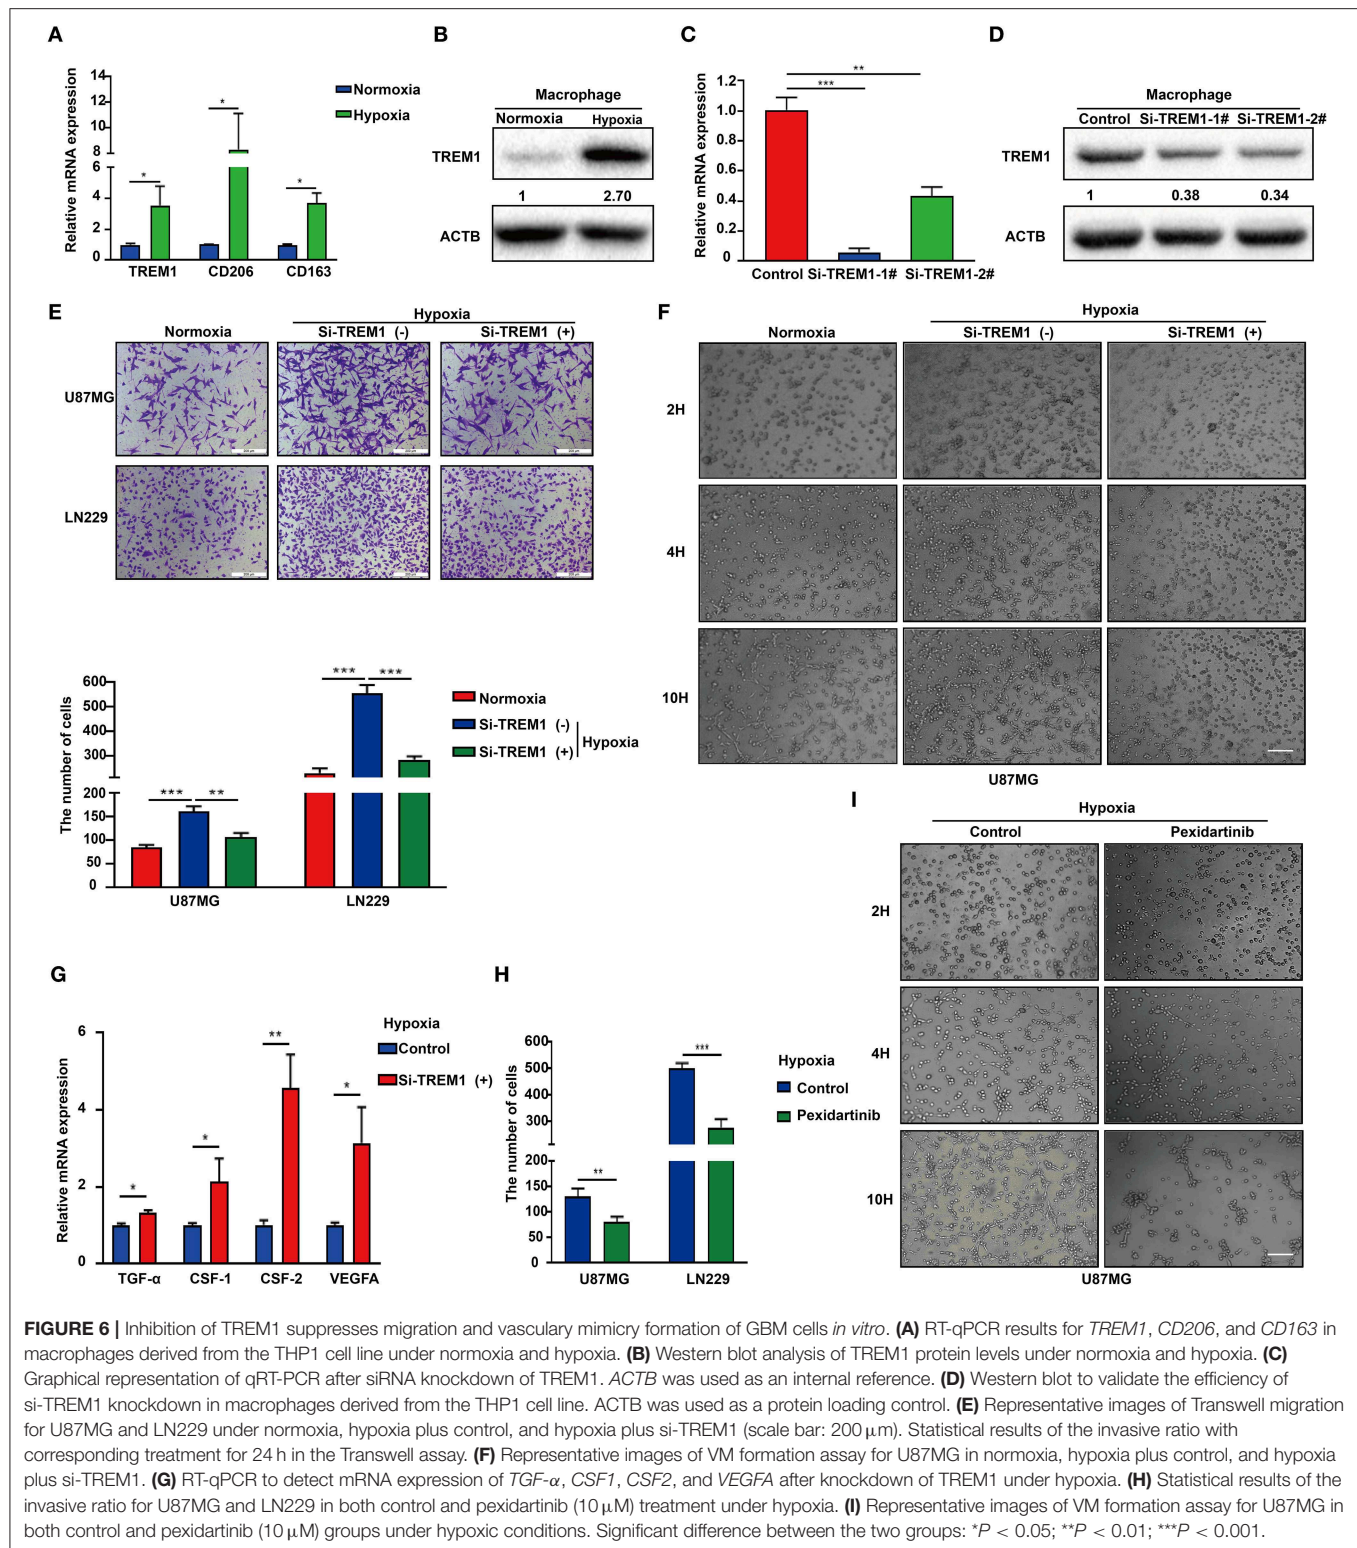 A
Relative mRNA expression
14
12
10
8
6
4
2
0
*
*
*
Normoxia
Hypoxia
TREM1 CD206 CD163
B
Macrophage
Normoxia Hypoxia
TREM1
1 2.70
ACTB
C
Relative mRNA expression
1.2
1.0
0.8
0.6
0.4
0.2
0
**
***
Control Si-TREM1-1# Si-TREM1-2#
D
Macrophage
Control Si-TREM1-1# Si-TREM1-2#
TREM1
1 0.38 0.34
ACTB
E
Hypoxia
Normoxia Si-TREM1 (-) Si-TREM1 (+)
U87MG
LN229
The number of cells
600
500
400
300
200
150
100
50
0
*** **
*** ***
Normoxia
Si-TREM1 (-)
Si-TREM1 (+)
Hypoxia
U87MG LN229
F
Hypoxia
Normoxia Si-TREM1 (-) Si-TREM1 (+)
2H
4H
10H
U87MG
G
Relative mRNA expression
6
4
2
0
*
*
**
*
Hypoxia
Control
Si-TREM1 (+)
TGF-α CSF-1 CSF-2 VEGFA
H
The number of cells
600
500
400
300
200
150
100
50
0
**
***
Hypoxia
Control
Pexidartinib
U87MG LN229
I
Hypoxia
Control Pexidartinib
2H
4H
10H
U87MG
FIGURE 6 | Inhibition of TREM1 suppresses migration and vasculary mimicry formation of GBM cells in vitro. (A) RT-qPCR results for TREM1, CD206, and CD163 in
macrophages derived from the THP1 cell line under normoxia and hypoxia. (B) Western blot analysis of TREM1 protein levels under normoxia and hypoxia. (C)
Graphical representation of qRT-PCR after siRNA knockdown of TREM1. ACTB was used as an internal reference. (D) Western blot to validate the efficiency of
si-TREM1 knockdown in macrophages derived from the THP1 cell line. ACTB was used as a protein loading control. (E) Representative images of Transwell migration
for U87MG and LN229 under normoxia, hypoxia plus control, and hypoxia plus si-TREM1 (scale bar: 200 μm). Statistical results of the invasive ratio with
corresponding treatment for 24 h in the Transwell assay. (F) Representative images of VM formation assay for U87MG in normoxia, hypoxia plus control, and hypoxia
plus si-TREM1. (G) RT-qPCR to detect mRNA expression of TGF-α, CSF1, CSF2, and VEGFA after knockdown of TREM1 under hypoxia. (H) Statistical results of the
invasive ratio for U87MG and LN229 in both control and pexidartinib (10 μM) treatment under hypoxia. (I) Representative images of VM formation assay for U87MG in
both control and pexidartinib (10 μM) groups under hypoxic conditions. Significant difference between the two groups: *P < 0.05; **P < 0.01; ***P < 0.001.